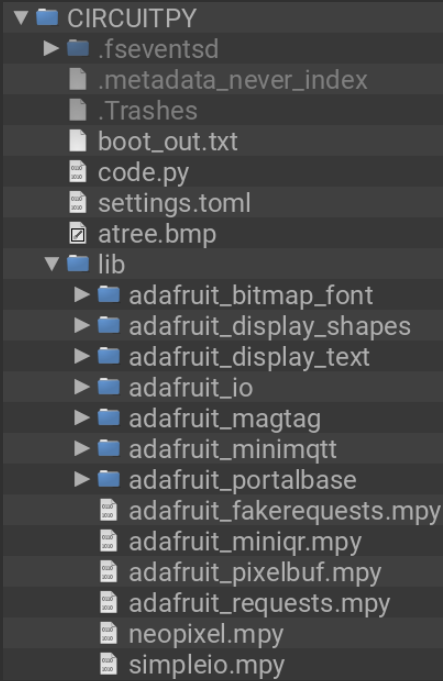 CIRCUITPY
.fseventsd
.metadata_never_index
.Trashes
boot_out.txt
code.py
settings.toml
atree.bmp
lib
adafruit_bitmap_font
adafruit_display_shapes
adafruit_display_text
adafruit_io
adafruit_magtag
adafruit_minimqtt
adafruit_portalbase
adafruit_fakerequests.mpy
adafruit_miniqr.mpy
adafruit_pixelbuf.mpy
adafruit_requests.mpy
neopixel.mpy
simpleio.mpy